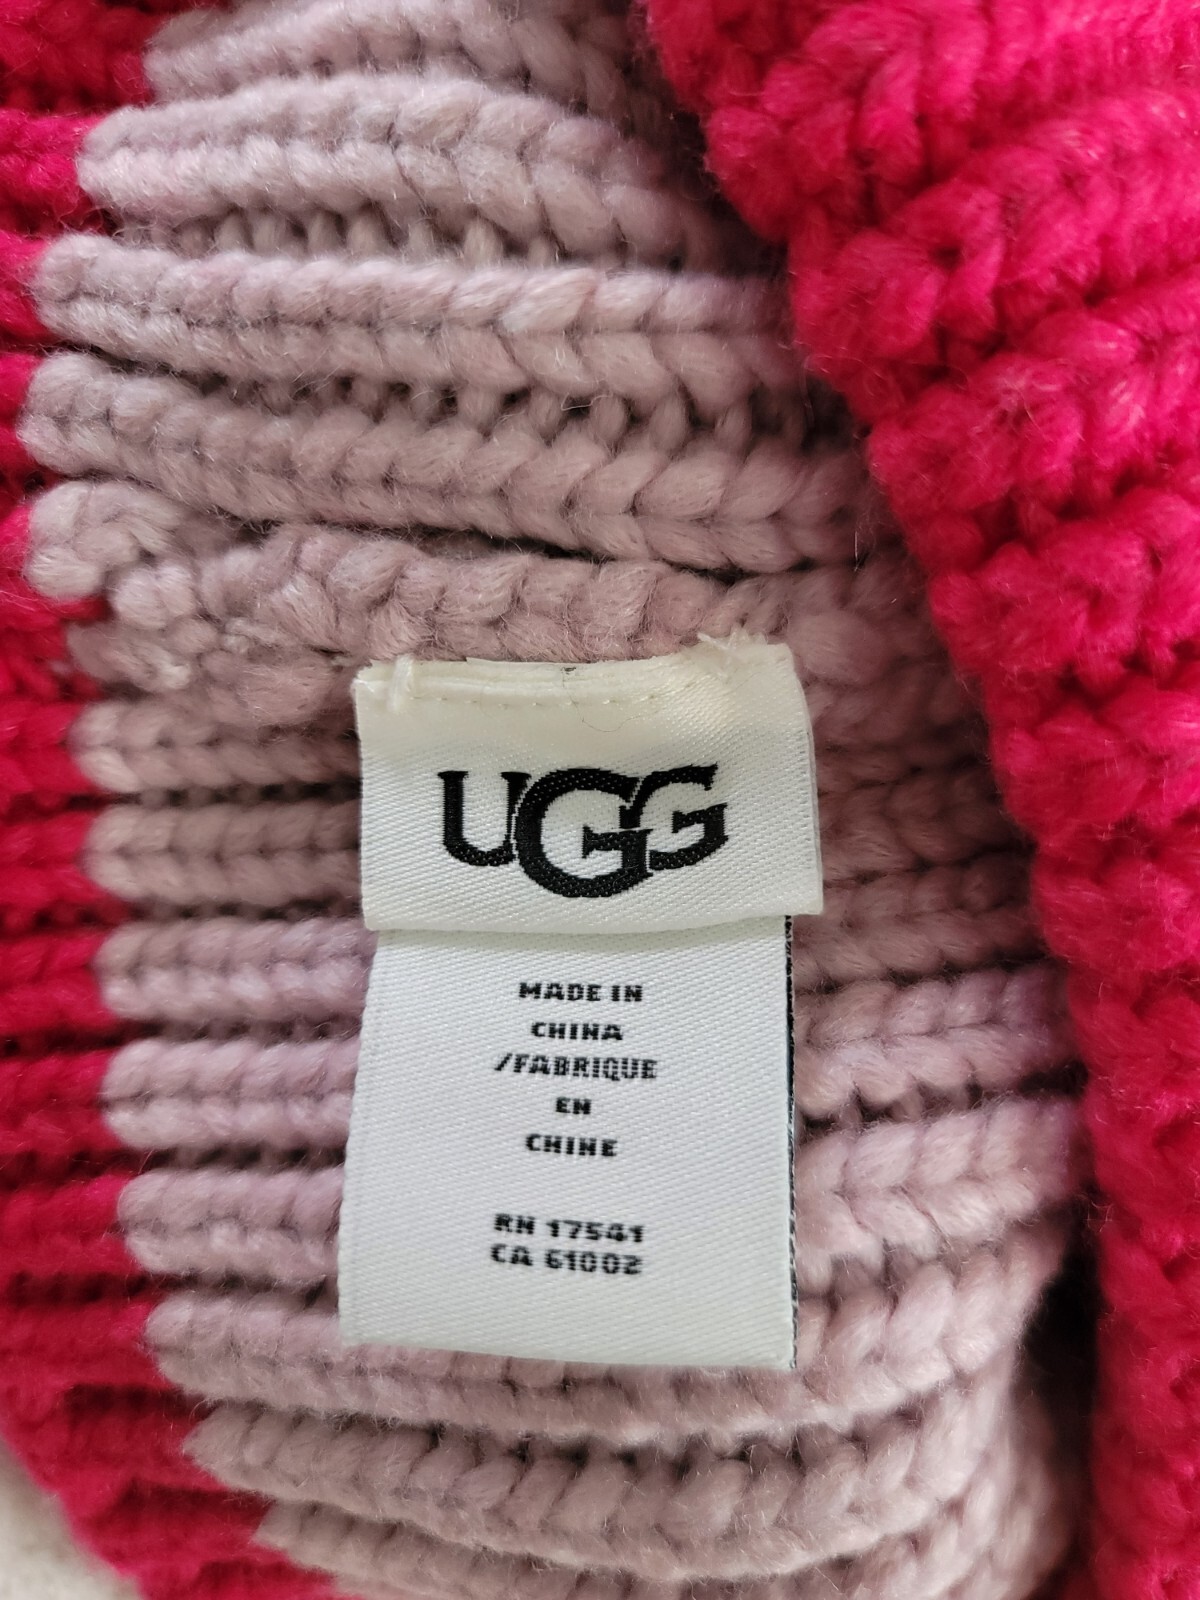 UGG
MADE IN
CHINA
/FABRIQUE
EN
CHINE
RN 17541
CA 61002